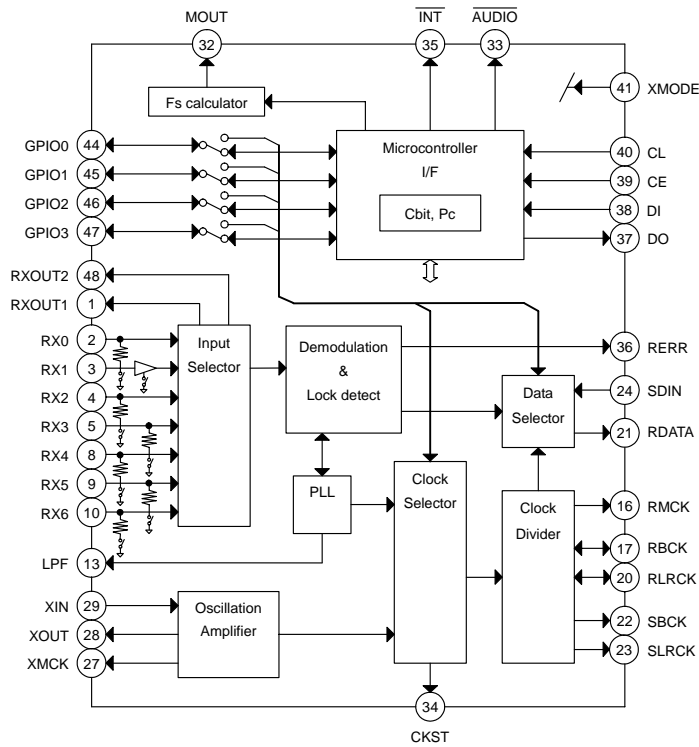 MOUT
INT
AUDIO
32
35
33
41
XMODE
Fs calculator
GPIO0
44
GPIO1
45
GPIO2
46
GPIO3
47
Microcontroller
I/F
Cbit, Pc
40
CL
39
CE
38
DI
37
DO
RXOUT2
48
RXOUT1
1
RX0
2
RX1
3
RX2
4
RX3
5
RX4
8
RX5
9
RX6
10
Input
Selector
Demodulation
&
Lock detect
36
RERR
Data
Selector
24
SDIN
21
RDATA
PLL
Clock
Selector
Clock
Divider
16
RMCK
17
RBCK
20
RLRCK
22
SBCK
23
SLRCK
LPF
13
XIN
29
XOUT
28
XMCK
27
Oscillation
Amplifier
34
CKST